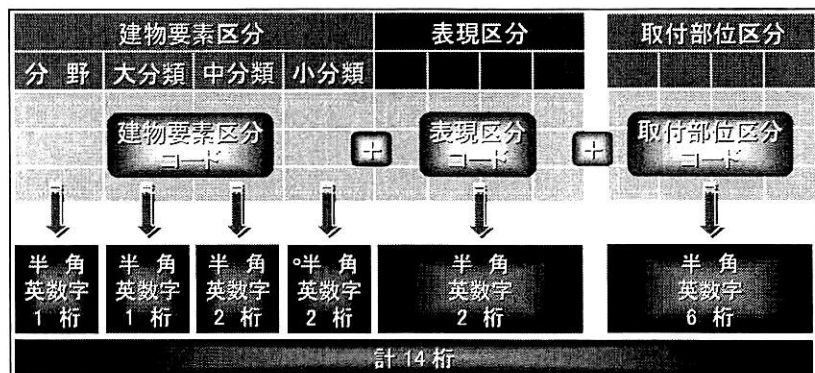 建物要素区分 表現区分 取付部位区分
分野 大分類 中分類 小分類
建物要素区分 コード + 表現区分 コード + 取付部位区分 コード
半角 英数字 1桁
半角 英数字 1桁
半角 英数字 2桁
半角 英数字 2桁
半角 英数字 2桁
半角 英数字 6桁
計14桁